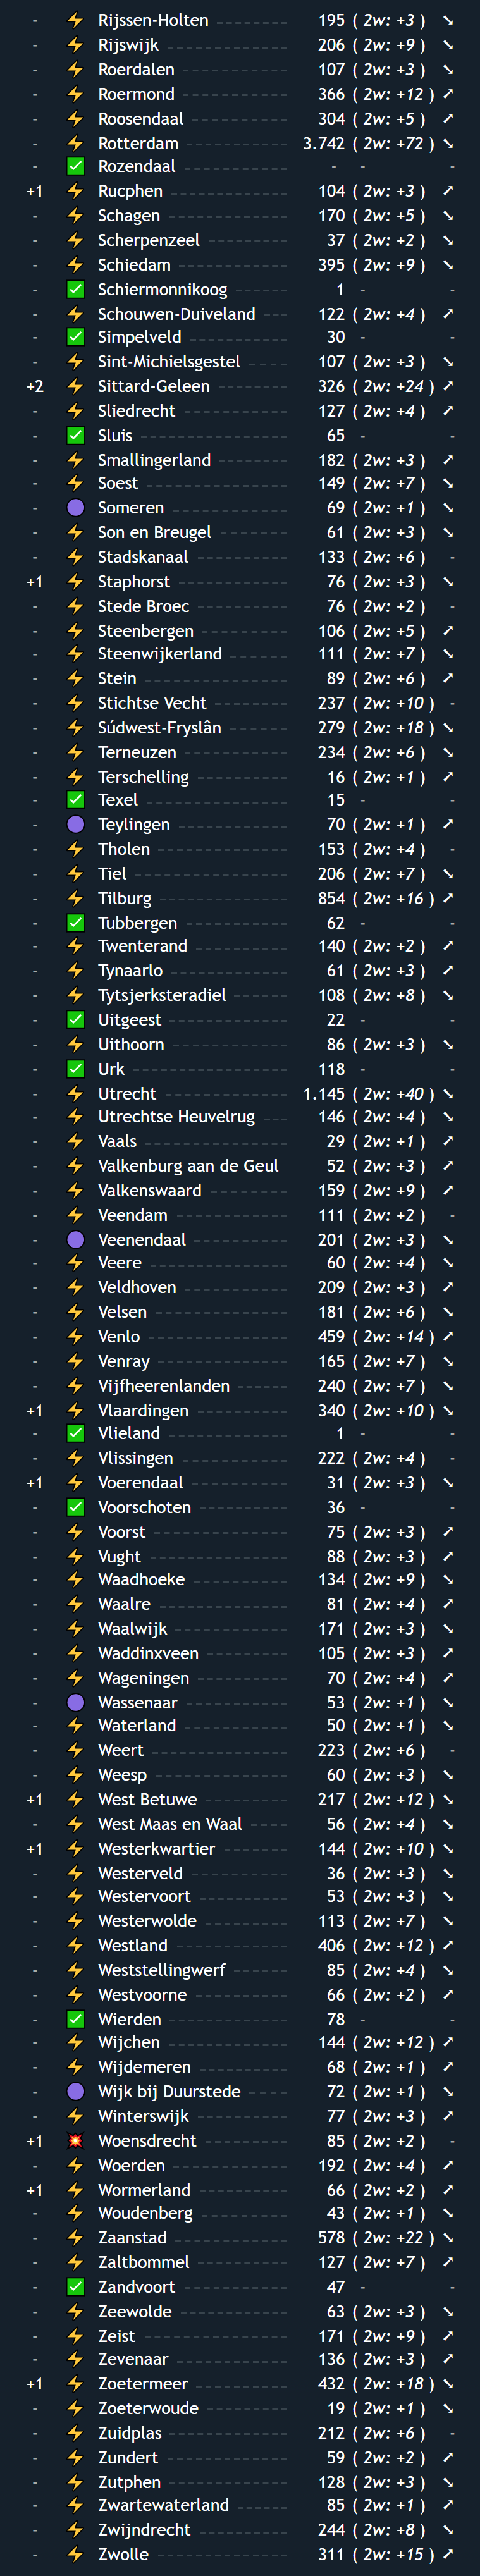 - ⚡ Rijssen-Holten 195 ( 2w: +3 ) ➘
- ⚡ Rijswijk 206 ( 2w: +9 ) ➘
- ⚡ Roerdalen 107 ( 2w: +3 ) ➘
- ⚡ Roermond 366 ( 2w: +12 ) ➚
- ⚡ Roosendaal 304 ( 2w: +5 ) ➚
- ⚡ Rotterdam 3.742 ( 2w: +72 ) ➘
- ✅ Rozendaal - - -
+1 ⚡ Rucphen 104 ( 2w: +3 ) ➚
- ⚡ Schagen 170 ( 2w: +5 ) ➘
- ⚡ Scherpenzeel 37 ( 2w: +2 ) ➘
- ⚡ Schiedam 395 ( 2w: +9 ) ➘
- ✅ Schiermonnikoog 1 - -
- ⚡ Schouwen-Duiveland 122 ( 2w: +4 ) ➚
- ✅ Simpelveld 30 - -
- ⚡ Sint-Michielsgestel 107 ( 2w: +3 ) ➘
+2 ⚡ Sittard-Geleen 326 ( 2w: +24 ) ➚
- ⚡ Sliedrecht 127 ( 2w: +4 ) ➚
- ✅ Sluis 65 - -
- ⚡ Smallingerland 182 ( 2w: +3 ) ➚
- ⚡ Soest 149 ( 2w: +7 ) ➘
- 🟣 Someren 69 ( 2w: +1 ) ➘
- ⚡ Son en Breugel 61 ( 2w: +3 ) ➘
- ⚡ Stadskanaal 133 ( 2w: +6 ) -
+1 ⚡ Staphorst 76 ( 2w: +3 ) ➘
- ⚡ Stede Broec 76 ( 2w: +2 ) -
- ⚡ Steenbergen 106 ( 2w: +5 ) ➚
- ⚡ Steenwijkerland 111 ( 2w: +7 ) ➘
- ⚡ Stein 89 ( 2w: +6 ) ➚
- ⚡ Stichtse Vecht 237 ( 2w: +10 ) -
- ⚡ Súdwest-Fryslân 279 ( 2w: +18 ) ➘
- ⚡ Terneuzen 234 ( 2w: +6 ) ➘
- ⚡ Terschelling 16 ( 2w: +1 ) ➚
- ✅ Texel 15 - -
- 🟣 Teylingen 70 ( 2w: +1 ) ➚
- ⚡ Tholen 153 ( 2w: +4 ) -
- ⚡ Tiel 206 ( 2w: +7 ) ➘
- ⚡ Tilburg 854 ( 2w: +16 ) ➚
- ✅ Tubbergen 62 - -
- ⚡ Twenterand 140 ( 2w: +2 ) ➚
- ⚡ Tynaarlo 61 ( 2w: +3 ) ➚
- ⚡ Tytsjerksteradiel 108 ( 2w: +8 ) ➘
- ✅ Uitgeest 22 - -
- ⚡ Uithoorn 86 ( 2w: +3 ) ➘
- ✅ Urk 118 - -
- ⚡ Utrecht 1.145 ( 2w: +40 ) ➘
- ⚡ Utrechtse Heuvelrug 146 ( 2w: +4 ) ➘
- ⚡ Vaals 29 ( 2w: +1 ) ➚
- ⚡ Valkenburg aan de Geul 52 ( 2w: +3 ) ➚
- ⚡ Valkenswaard 159 ( 2w: +9 ) ➚
- ⚡ Veendam 111 ( 2w: +2 ) -
- 🟣 Veenendaal 201 ( 2w: +3 ) ➘
- ⚡ Veere 60 ( 2w: +4 ) ➘
- ⚡ Veldhoven 209 ( 2w: +3 ) ➚
- ⚡ Velsen 181 ( 2w: +6 ) ➘
- ⚡ Venlo 459 ( 2w: +14 ) ➚
- ⚡ Venray 165 ( 2w: +7 ) ➘
- ⚡ Vijfheerenlanden 240 ( 2w: +7 ) ➘
+1 ⚡ Vlaardingen 340 ( 2w: +10 ) ➘
- ✅ Vlieland 1 - -
- ⚡ Vlissingen 222 ( 2w: +4 ) -
+1 ⚡ Voerendaal 31 ( 2w: +3 ) ➘
- ✅ Voorschoten 36 - -
- ⚡ Voorst 75 ( 2w: +3 ) ➚
- ⚡ Vught 88 ( 2w: +3 ) ➚
- ⚡ Waadhoeke 134 ( 2w: +9 ) ➘
- ⚡ Waalre 81 ( 2w: +4 ) ➚
- ⚡ Waalwijk 171 ( 2w: +3 ) ➘
- ⚡ Waddinxveen 105 ( 2w: +3 ) ➚
- ⚡ Wageningen 70 ( 2w: +4 ) ➚
- 🟣 Wassenaar 53 ( 2w: +1 ) ➘
- ⚡ Waterland 50 ( 2w: +1 ) ➘
- ⚡ Weert 223 ( 2w: +6 ) -
- ⚡ Weesp 60 ( 2w: +3 ) ➘
+1 ⚡ West Betuwe 217 ( 2w: +12 ) ➘
- ⚡ West Maas en Waal 56 ( 2w: +4 ) ➘
+1 ⚡ Westerkwartier 144 ( 2w: +10 ) ➘
- ⚡ Westerveld 36 ( 2w: +3 ) ➘
- ⚡ Westervoort 53 ( 2w: +3 ) ➘
- ⚡ Westerwolde 113 ( 2w: +7 ) ➘
- ⚡ Westland 406 ( 2w: +12 ) ➚
- ⚡ Weststellingwerf 85 ( 2w: +4 ) ➘
- ⚡ Westvoorne 66 ( 2w: +2 ) ➚
- ✅ Wierden 78 - -
- ⚡ Wijchen 144 ( 2w: +12 ) ➚
- ⚡ Wijdemeren 68 ( 2w: +1 ) ➚
- 🟣 Wijk bij Duurstede 72 ( 2w: +1 ) ➘
- ⚡ Winterswijk 77 ( 2w: +3 ) ➚
+1 💥 Woensdrecht 85 ( 2w: +2 ) -
- ⚡ Woerden 192 ( 2w: +4 ) ➚
+1 ⚡ Wormerland 66 ( 2w: +2 ) ➚
- ⚡ Woudenberg 43 ( 2w: +1 ) ➘
- ⚡ Zaanstad 578 ( 2w: +22 ) ➘
- ⚡ Zaltbommel 127 ( 2w: +7 ) ➚
- ✅ Zandvoort 47 - -
- ⚡ Zeewolde 63 ( 2w: +3 ) ➘
- ⚡ Zeist 171 ( 2w: +9 ) ➚
- ⚡ Zevenaar 136 ( 2w: +3 ) ➚
+1 ⚡ Zoetermeer 432 ( 2w: +18 ) ➘
- ⚡ Zoeterwoude 19 ( 2w: +1 ) ➘
- ⚡ Zuidplas 212 ( 2w: +6 ) -
- ⚡ Zundert 59 ( 2w: +2 ) ➚
- ⚡ Zutphen 128 ( 2w: +3 ) ➘
- ⚡ Zwartewaterland 85 ( 2w: +1 ) ➚
- ⚡ Zwijndrecht 244 ( 2w: +8 ) ➘
- ⚡ Zwolle 311 ( 2w: +15 ) ➚